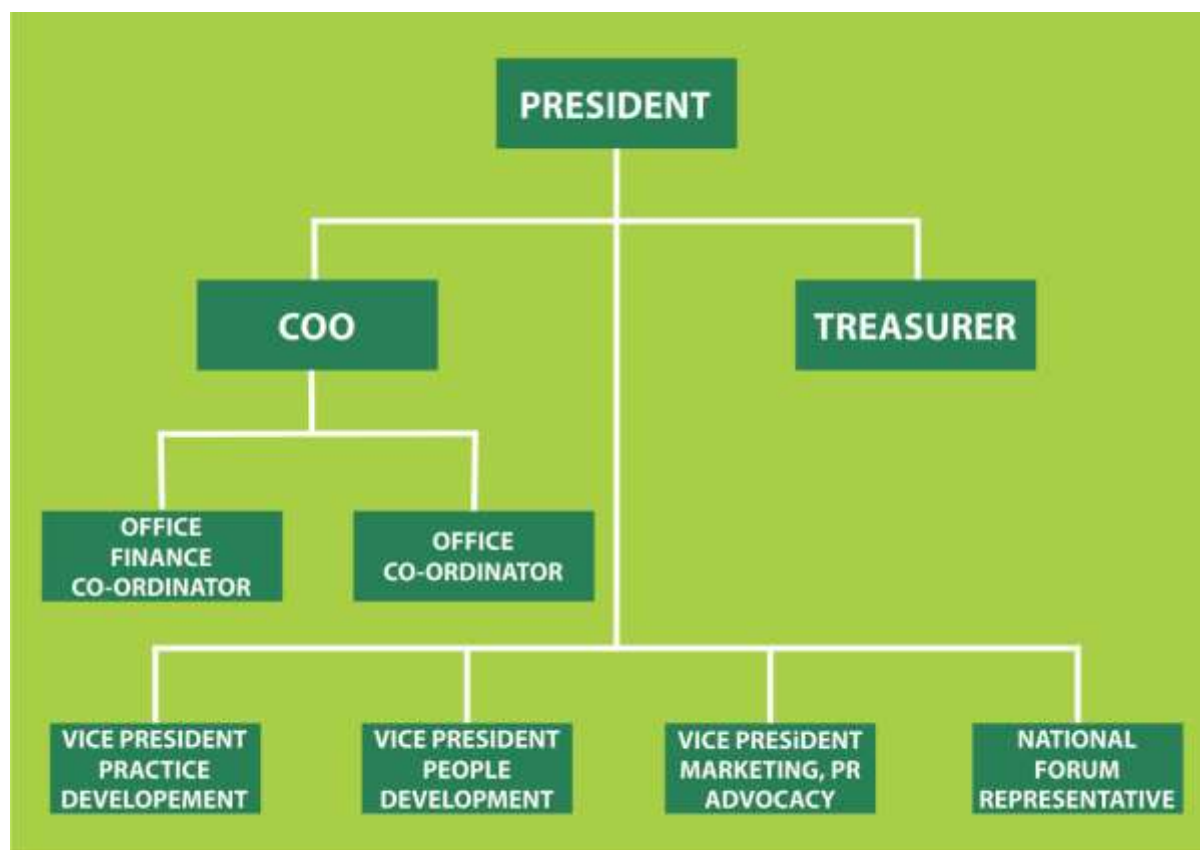 PRESIDENT
COO
TREASURER
OFFICE
FINANCE
CO-ORDINATOR
OFFICE
CO-ORDINATOR
VICE PRESIDENT
PRACTICE
DEVELOPEMENT
VICE PRESIDENT
PEOPLE
DEVELOPMENT
VICE PRESiDENT
MARKETING, PR
ADVOCACY
NATIONAL
FORUM
REPRESENTATIVE